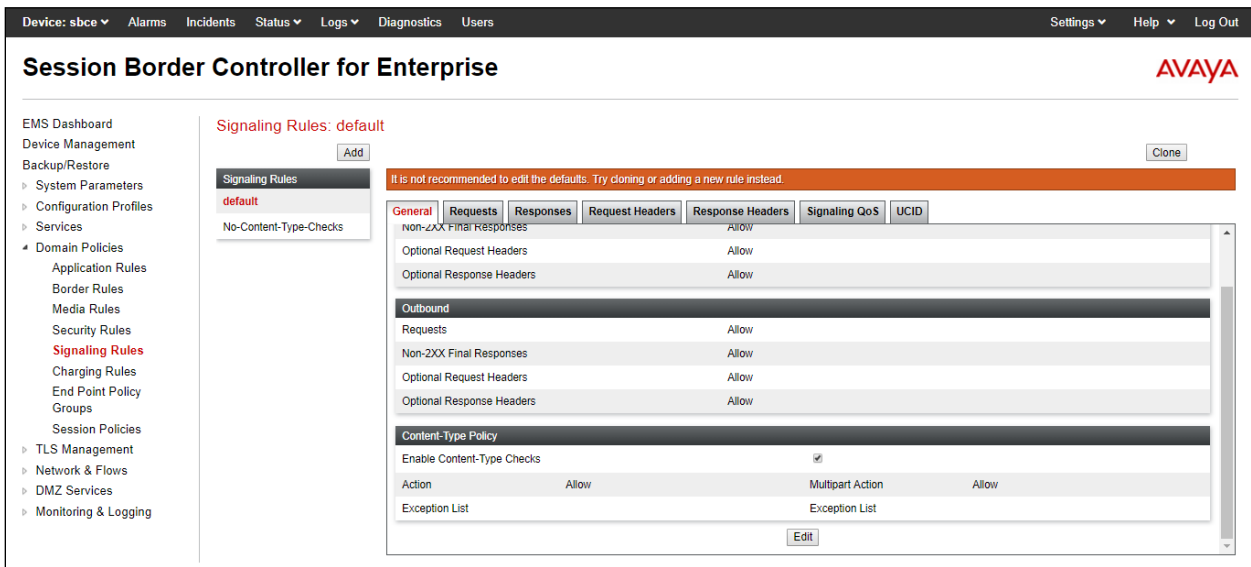 Device: sbce Alarms Incidents Status Logs Diagnostics Users Settings Help Log Out
Session Border Controller for Enterprise
AVAYA
EMS Dashboard
Device Management
Backup/Restore
System Parameters
Configuration Profiles
Services
Domain Policies
Application Rules
Border Rules
Media Rules
Security Rules
Signaling Rules
Charging Rules
End Point Policy
Groups
Session Policies
TLS Management
Network & Flows
DMZ Services
Monitoring & Logging
Signaling Rules: default
Add
Clone
Signaling Rules
default
No-Content-Type-Checks
It is not recommended to edit the defaults. Try cloning or adding a new rule instead.
General Requests Responses Request Headers Response Headers Signaling QoS UCID
Non-2XX Final Responses Allow
Optional Request Headers Allow
Optional Response Headers Allow
Outbound
Requests Allow
Non-2XX Final Responses Allow
Optional Request Headers Allow
Optional Response Headers Allow
Content-Type Policy
Enable Content-Type Checks
Action Allow Multipart Action Allow
Exception List Exception List
Edit